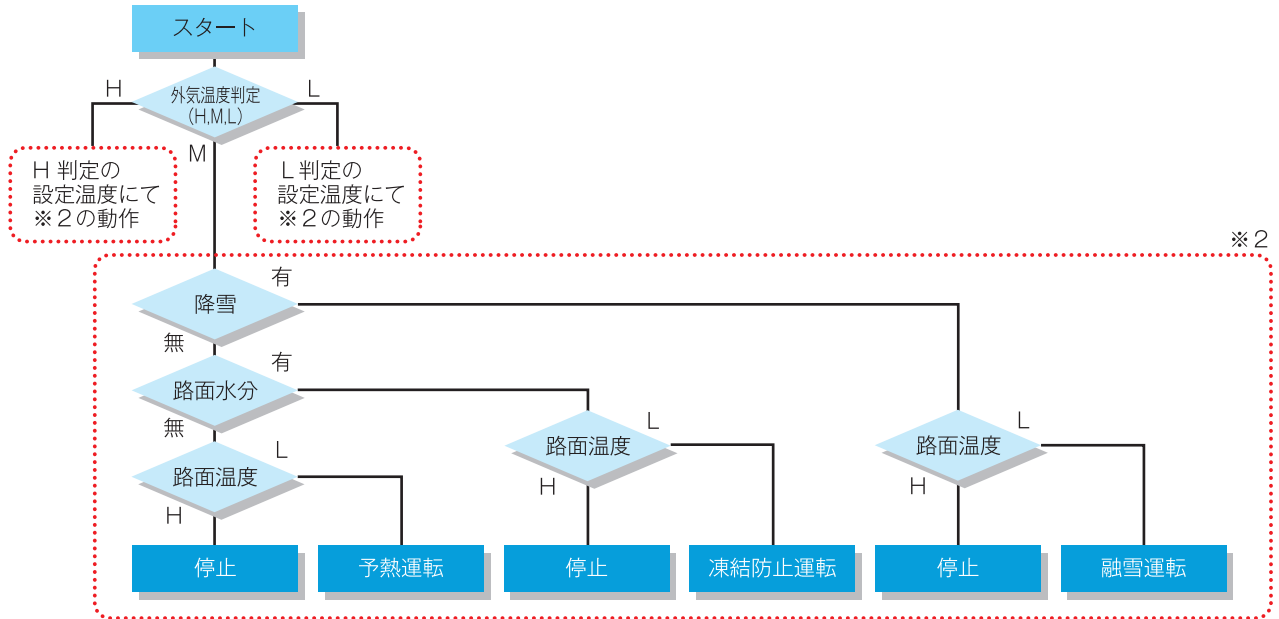 スタート
外気温度判定
(H,M,L)
H
L
M
H 判定の
設定温度にて
※2の動作
L 判定の
設定温度にて
※2の動作
※2
降雪
有
無
路面水分
有
無
路面温度
L
H
路面温度
L
H
路面温度
L
H
停止
予熱運転
停止
凍結防止運転
停止
融雪運転